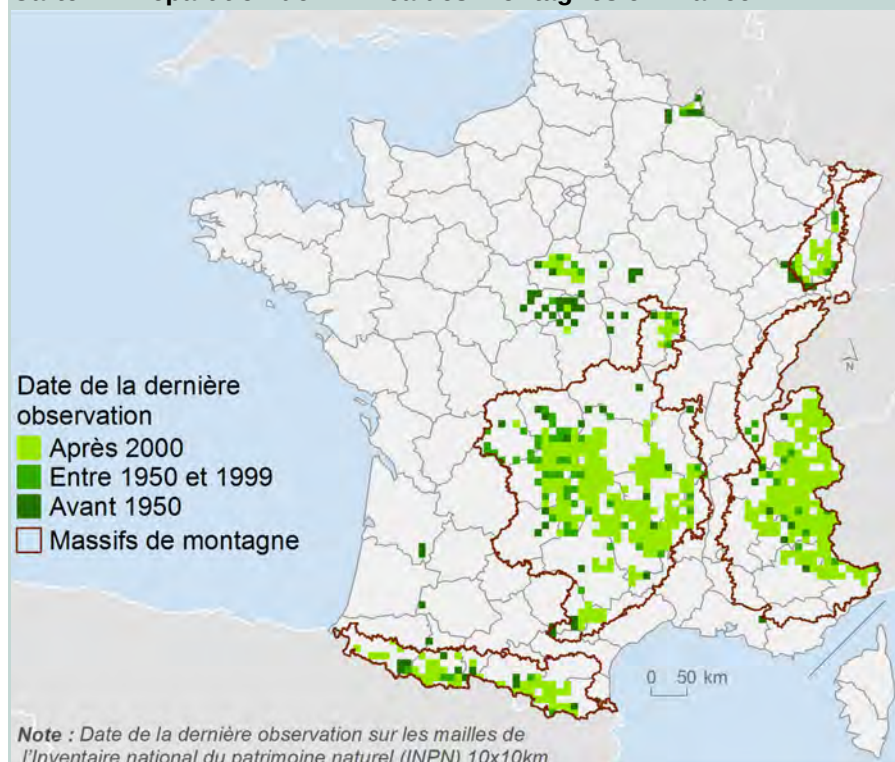 Date de la dernière
observation
Après 2000
Entre 1950 et 1999
Avant 1950
Massifs de montagne
N
0 50 km
Note : Date de la dernière observation sur les mailles de
l'Inventaire national du patrimoine naturel (INPN) 10x10km